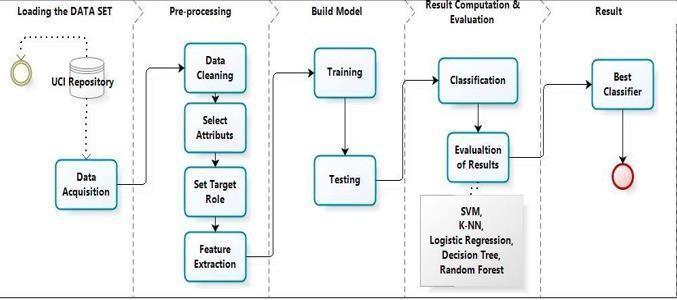 Loading the DATA SET
Pre-processing
Build Model
Result Computation &
Evaluation
Result
UCI Repository
Data
Acquisition
Data
Cleaning
Select
Attributs
Set Target
Role
Feature
Extraction
Training
Testing
Classification
Evalualtion
of Results
SVM,
K-NN,
Logistic Regression,
Decision Tree,
Random Forest
Best
Classifier